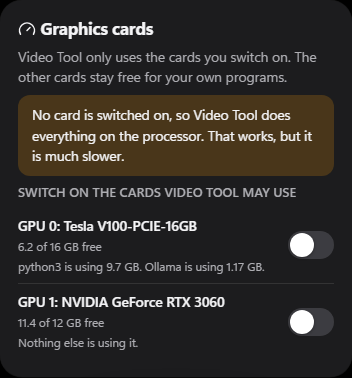 Graphics cards
Video Tool only uses the cards you switch on. The
other cards stay free for your own programs.
No card is switched on, so Video Tool does
everything on the processor. That works, but it
is much slower.
SWITCH ON THE CARDS VIDEO TOOL MAY USE
GPU 0: Tesla V100-PCIE-16GB
6.2 of 16 GB free
python3 is using 9.7 GB. Ollama is using 1.17 GB.
GPU 1: NVIDIA GeForce RTX 3060
11.4 of 12 GB free
Nothing else is using it.